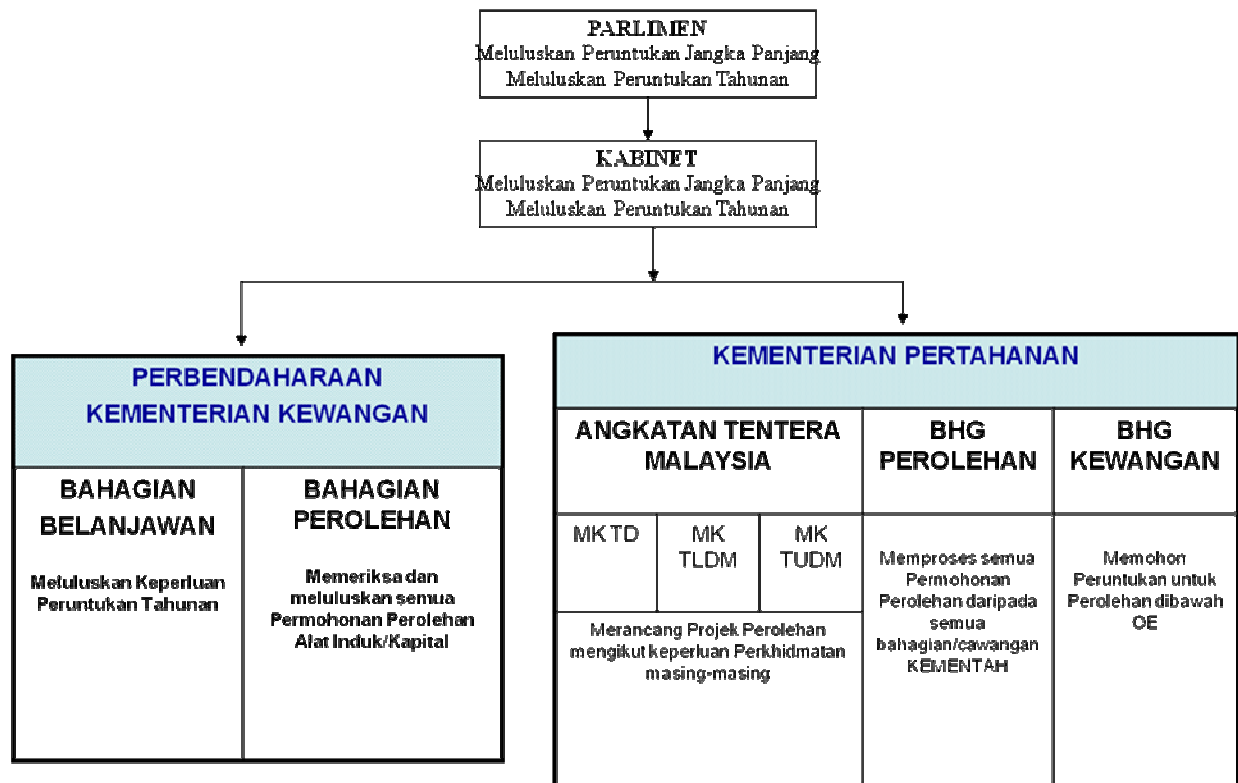 PARLIMEN
Meluluskan Peruntukan Jangka Panjang
Meluluskan Peruntukan Tahunan
KABINET
Meluluskan Peruntukan Jangka Panjang
Meluluskan Peruntukan Tahunan
PERBENDAHARAAN
KEMENTERIAN KEWANGAN
BAHAGIAN
BELANJAWAN
Meluluskan Keperluan
Peruntukan Tahunan
BAHAGIAN
PEROLEHAN
Memeriksa dan
meluluskan semua
Permohonan Perolehan
Alat Induk/Kapital
KEMENTERIAN PERTAHANAN
ANGKATAN TENTERA
MALAYSIA
MK TD
MK
TLDM
MK
TUDM
Merancang Projek Perolehan
mengikut keperluan Perkhidmatan
masing-masing
BHG
PEROLEHAN
Memproses semua
Permohonan
Perolehan daripada
semua
bahagian/cawangan
KEMENTAH
BHG
KEWANGAN
Memohon
Peruntukan untuk
Perolehan dibawah
OE